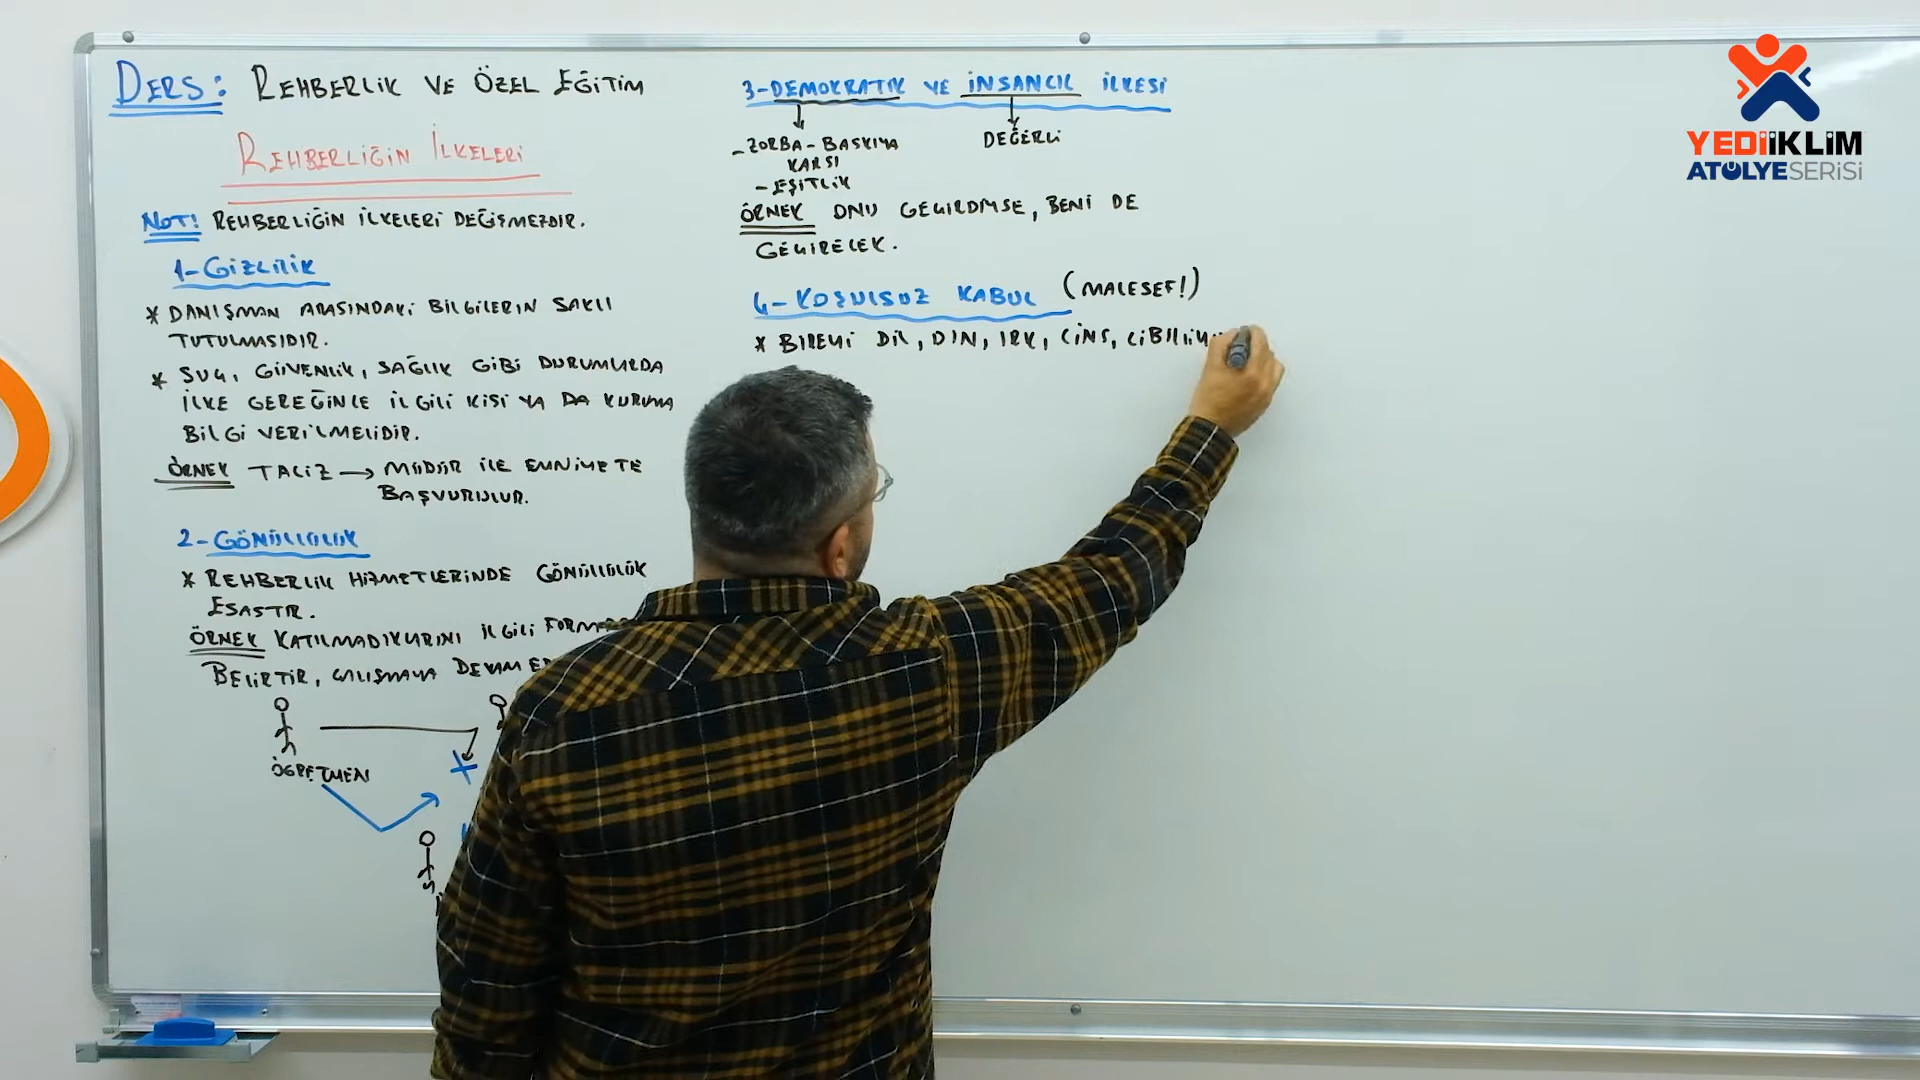 DERS: REHBERLİK VE ÖZEL EĞİTİM
REHBERLİĞİN İLKELERİ
NOT! REHBERLİĞİN İLKELERİ DEĞİŞMEZDİR.
1-GİZLİLİK
* DANIŞMAN ARASINDAKİ BİLGİLERİN SAKLI
TUTULMASIDIR.
* SUÇ, GÜVENLİK, SAĞLIK GİBİ DURUMLARDA
İLKE GEREĞİNCE İLGİLİ KİŞİ YA DA KURUMA
BİLGİ VERİLMELİDİR.
ÖRNEK TACİZ → MÜDÜR İLE EMNİYETE
BAŞVURULUR.
2-GÖNÜLLÜLÜK
* REHBERLİK HİZMETLERİNDE GÖNÜLLÜLÜK
ESASTIR.
ÖRNEK KATILMADIKLARINI İLGİLİ
BELİRTİR, ÇALIŞMAYA DEVAM
ÖĞRETMEN
3-DEMOKRATİK VE İNSANCIL İLKESİ
-ZORBA-BASKIYA
KARŞI
-EŞİTLİK
DEĞERLİ
ÖRNEK ONU GEÇİRDİYSE, BENİ DE
GEÇİRECEK.
4-KOŞULSUZ KABUL (MALESEF!)
* BİREYİ DİL, DİN, IRK, CİNS,
YEDİİKLİM
ATÖLYESERİSİ